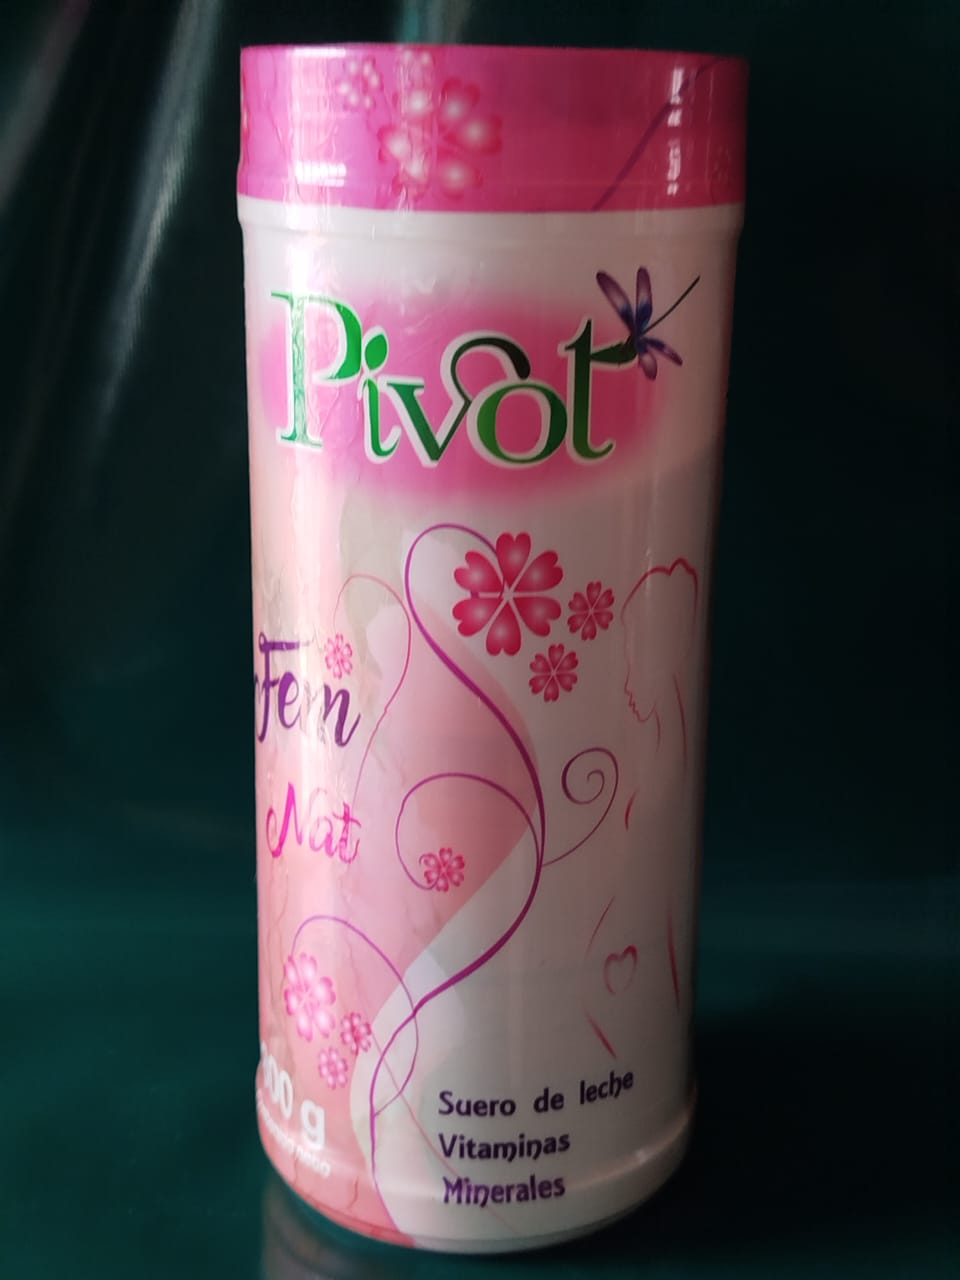 Pivot
Fem
Nat
g
Suero de leche
Vitaminas
Minerales